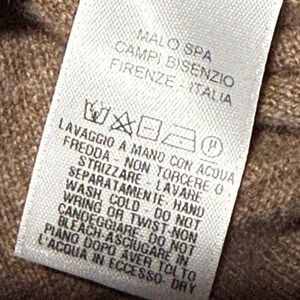 MALO SPA
CAMPI BISENZIO
FIRENZE - ITALIA
P
LAVAGGIO A MANO CON ACQUA
FREDDA - NON TORCERE O
STRIZZARE - LAVARE
SEPARATAMENTE. HAND
WASH COLD - DO NOT
WRING OR TWIST-NON
CANDEGGIARE- DO NOT
BLEACH.ASCIUGARE IN
PIANO DOPO AVER TOLTO
L'ACQUA IN ECCESSO- DRY